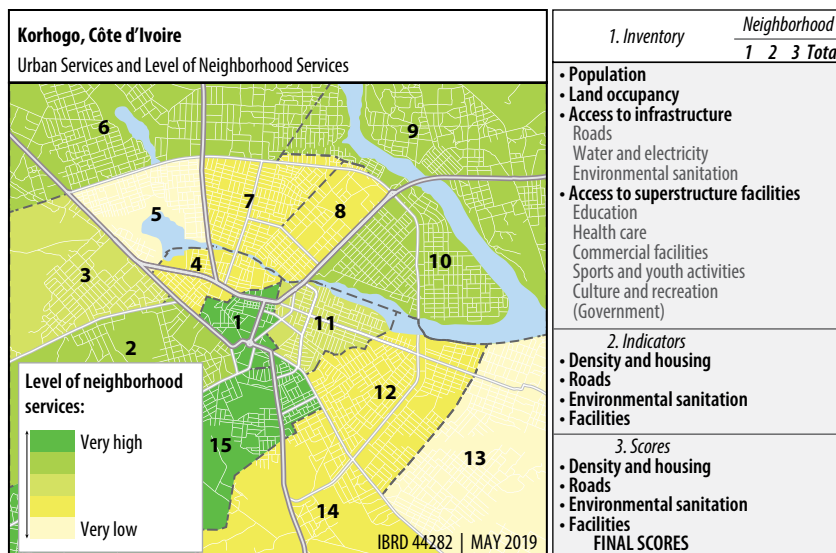 Korhogo, Côte d'Ivoire
Urban Services and Level of Neighborhood Services
6
9
7
8
5
4
3
10
1
11
2
12
15
13
14
Level of neighborhood
services:
Very high
Very low
IBRD 44282 | MAY 2019
1. Inventory
Neighborhood
1 2 3 Total
• Population
• Land occupancy
• Access to infrastructure
Roads
Water and electricity
Environmental sanitation
• Access to superstructure facilities
Education
Health care
Commercial facilities
Sports and youth activities
Culture and recreation
(Government)
2. Indicators
• Density and housing
• Roads
• Environmental sanitation
• Facilities
3. Scores
• Density and housing
• Roads
• Environmental sanitation
• Facilities
FINAL SCORES